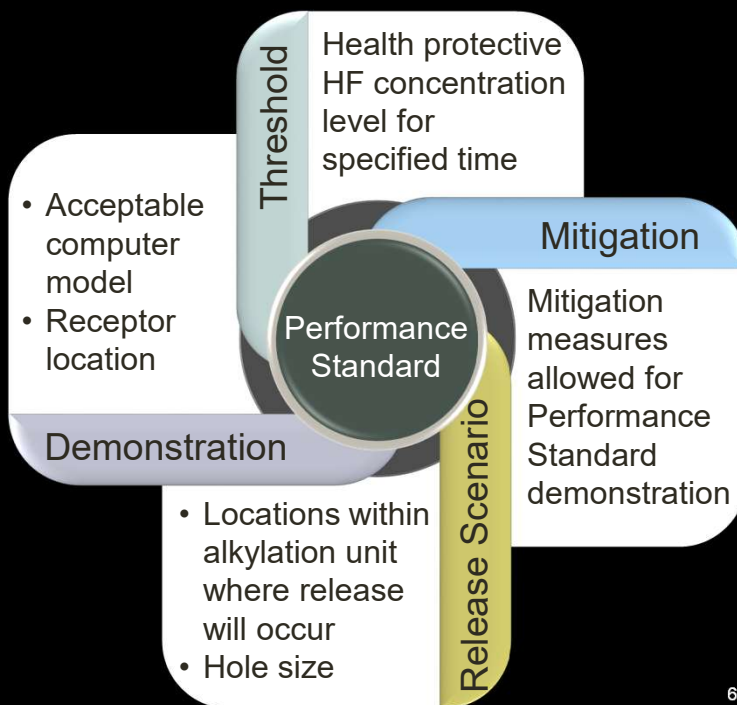 Threshold
Health protective
HF concentration
level for
specified time
Mitigation
Mitigation
measures
allowed for
Performance
Standard
demonstration
Performance
Standard
• Acceptable
computer
model
• Receptor
location
Demonstration
• Locations within
alkylation unit
where release
will occur
• Hole size
Release Scenario
6